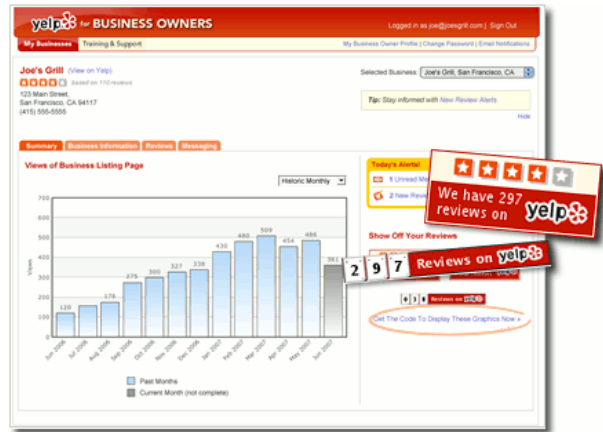 yelp for BUSINESS OWNERS
Logged in as joe@joesgrill.com | Sign Out
My Businesses Training & Support
My Business Owner Profile | Change Password | Email Notifications
Joe's Grill (View on Yelp)
based on 110 reviews
123 Main Street,
San Francisco, CA 94117
(415) 555-5555
Selected Business: Joe's Grill, San Francisco, CA
Tip: Stay informed with New Review Alerts
Hide
Summary Business Information Reviews Messaging
Views of Business Listing Page
Historic Monthly
Today's Alerts!
1 Unread
2 New
We have 297
reviews on yelp
Show Off Your Reviews
297 Reviews on yelp
Reviews on yelp
Get The Code To Display These Graphics Now »
Views
700
600
500
400
300
200
100
0
120
178
275
300
327
338
430
480
509
454
486
361
Jun 2006
Jul 2006
Aug 2006
Sep 2006
Oct 2006
Nov 2006
Dec 2006
Jan 2007
Feb 2007
Mar 2007
Apr 2007
May 2007
Jun 2007
Past Months
Current Month (not complete)